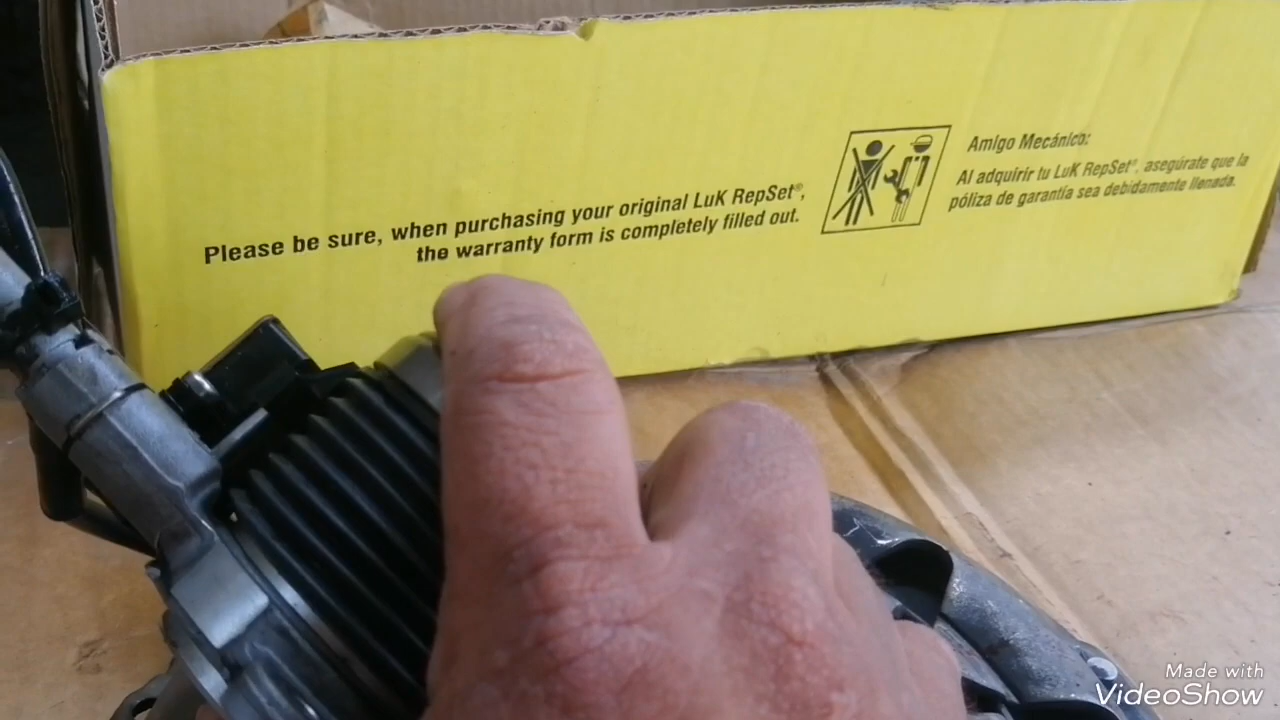 Please be sure, when purchasing your original LuK RepSet®,
the warranty form is completely filled out.
Amigo Mecánico:
Al adquirir tu LuK RepSet®, asegúrate que la
póliza de garantía sea debidamente llenada.
Made with
VideoShow